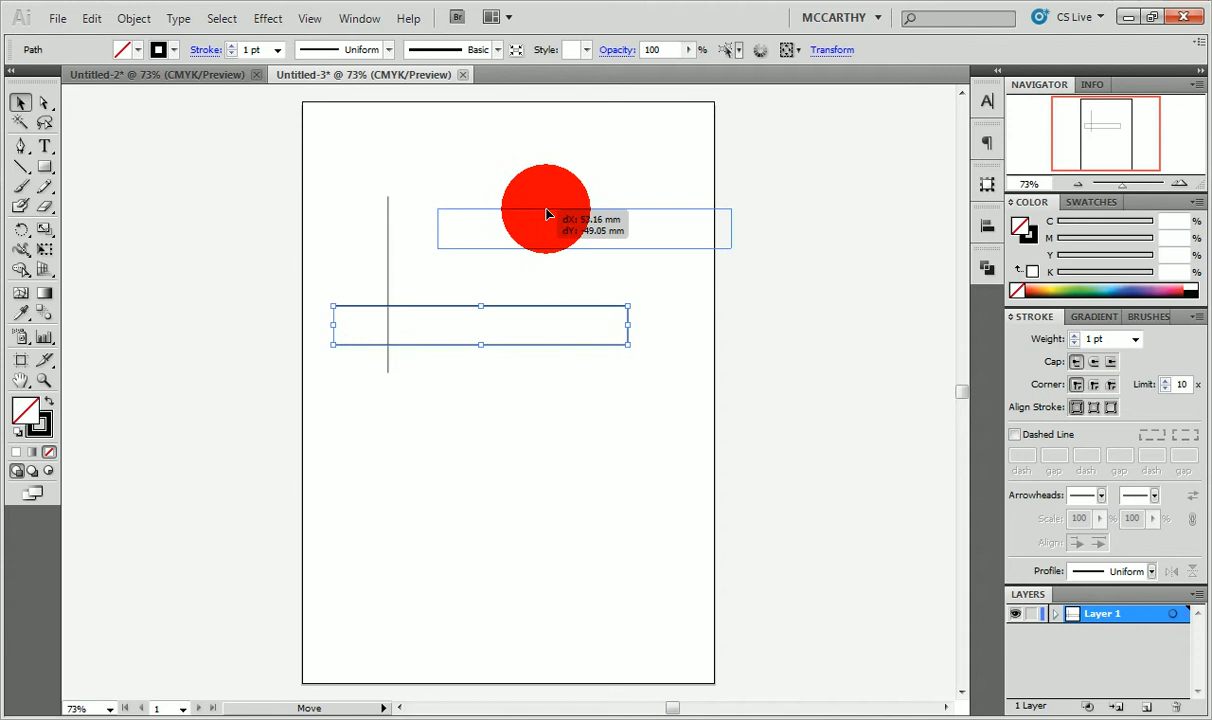 Ai File Edit Object Type Select Effect View Window Help Br MCCARTHY CS Live
Path Stroke: 1 pt Uniform Basic Style: Opacity: 100 % Transform
Untitled-2* @ 73% (CMYK/Preview) Untitled-3* @ 73% (CMYK/Preview)
NAVIGATOR INFO
73%
COLOR SWATCHES
C
M
Y
K
dX: 53.16 mm
dY: -49.05 mm
STROKE GRADIENT BRUSHES
Weight: 1 pt
Cap:
Corner: Limit: 10 x
Align Stroke:
Dashed Line
dash gap dash gap dash gap
Arrowheads:
Scale: 100 % 100 %
Align:
Profile: Uniform
LAYERS
Layer 1
1 Layer
73% 1 Move